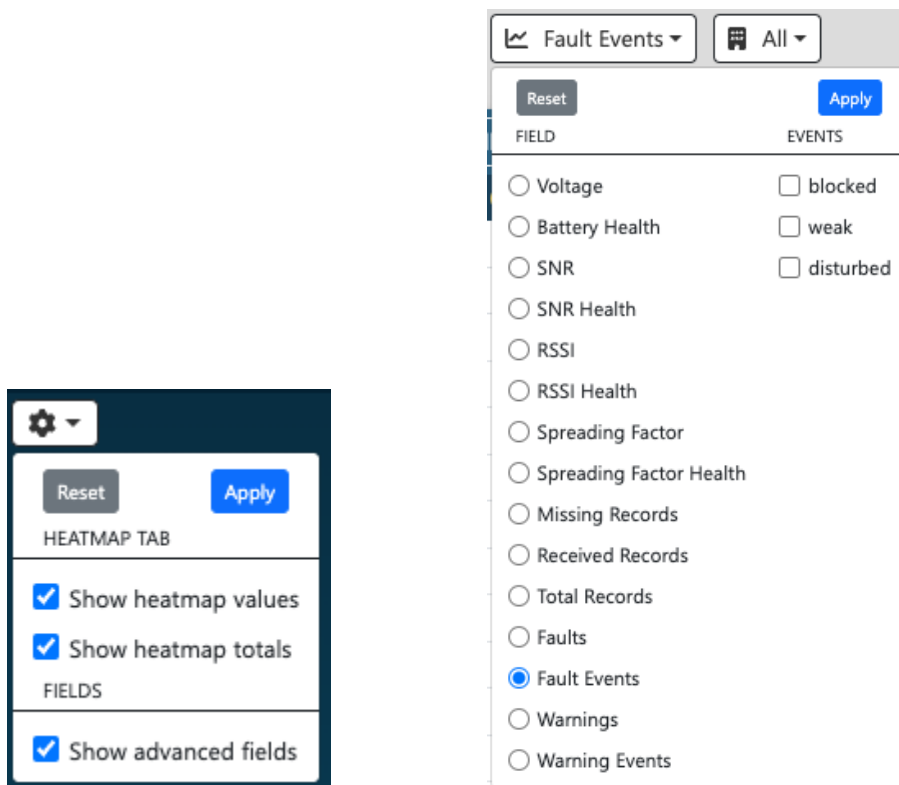 Reset Apply
HEATMAP TAB
Show heatmap values
Show heatmap totals
FIELDS
Show advanced fields
Fault Events All
Reset Apply
FIELD EVENTS
Voltage blocked
Battery Health weak
SNR disturbed
SNR Health
RSSI
RSSI Health
Spreading Factor
Spreading Factor Health
Missing Records
Received Records
Total Records
Faults
Fault Events
Warnings
Warning Events